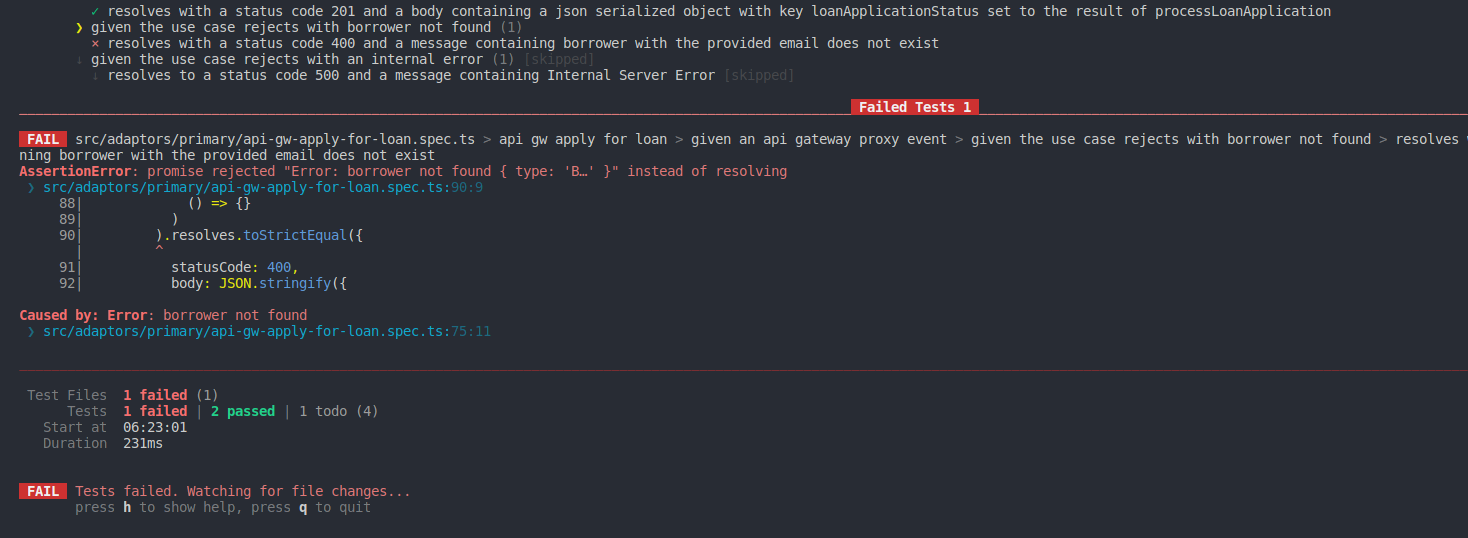 ✓ resolves with a status code 201 and a body containing a json serialized object with key loanApplicationStatus set to the result of processLoanApplication
❯ given the use case rejects with borrower not found (1)
× resolves with a status code 400 and a message containing borrower with the provided email does not exist
↓ given the use case rejects with an internal error (1) [skipped]
↓ resolves to a status code 500 and a message containing Internal Server Error [skipped]
Failed Tests 1
FAIL src/adaptors/primary/api-gw-apply-for-loan.spec.ts > api gw apply for loan > given an api gateway proxy event > given the use case rejects with borrower not found > resolves
ning borrower with the provided email does not exist
AssertionError: promise rejected "Error: borrower not found { type: 'B…' }" instead of resolving
❯ src/adaptors/primary/api-gw-apply-for-loan.spec.ts:90:9
88| () => {}
89| )
90| ).resolves.toStrictEqual({
| ^
91| statusCode: 400,
92| body: JSON.stringify({
Caused by: Error: borrower not found
❯ src/adaptors/primary/api-gw-apply-for-loan.spec.ts:75:11
Test Files 1 failed (1)
Tests 1 failed | 2 passed | 1 todo (4)
Start at 06:23:01
Duration 231ms
FAIL Tests failed. Watching for file changes...
press h to show help, press q to quit